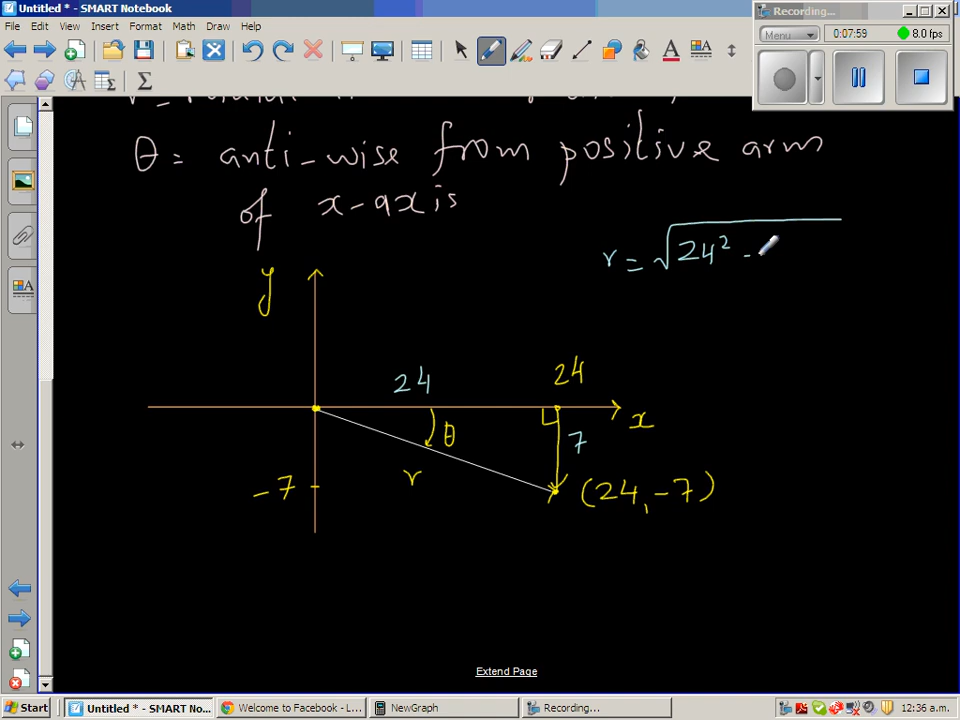 Untitled * - SMART Notebook
Recording...
File Edit View Insert Format Math Draw Help
Menu 0:07:59 8.0 fps
θ = anti-wise from positive arm
of x-axis
r = √24² -
y
24
24
x
θ
7
r
-7
(24, -7)
Extend Page
Start Untitled * - SMART No... Welcome to Facebook - L... NewGraph Recording... 12:36 a.m.